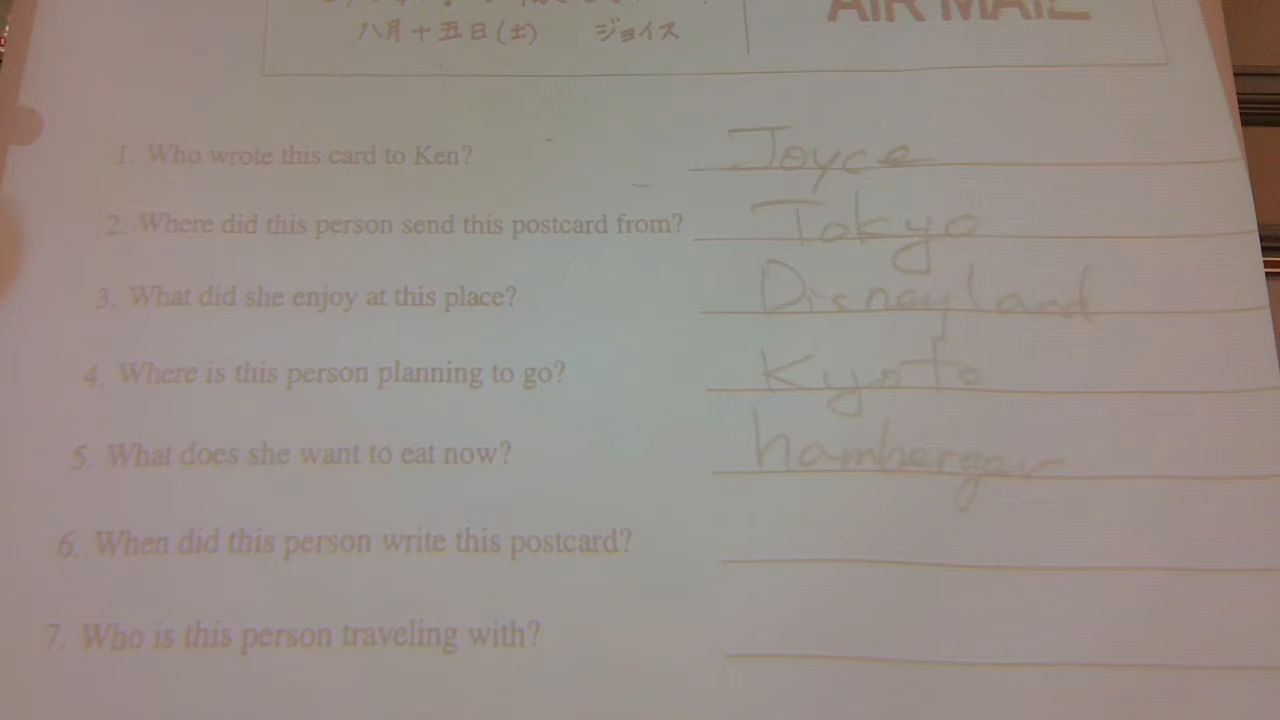 八月十五日(土) ジョイス
AIR MAIL
1. Who wrote this card to Ken? Joyce
2. Where did this person send this postcard from? Tokyo
3. What did she enjoy at this place? Disneyland
4. Where is this person planning to go? Kyoto
5. What does she want to eat now? hamberger
6. When did this person write this postcard?
7. Who is this person traveling with?